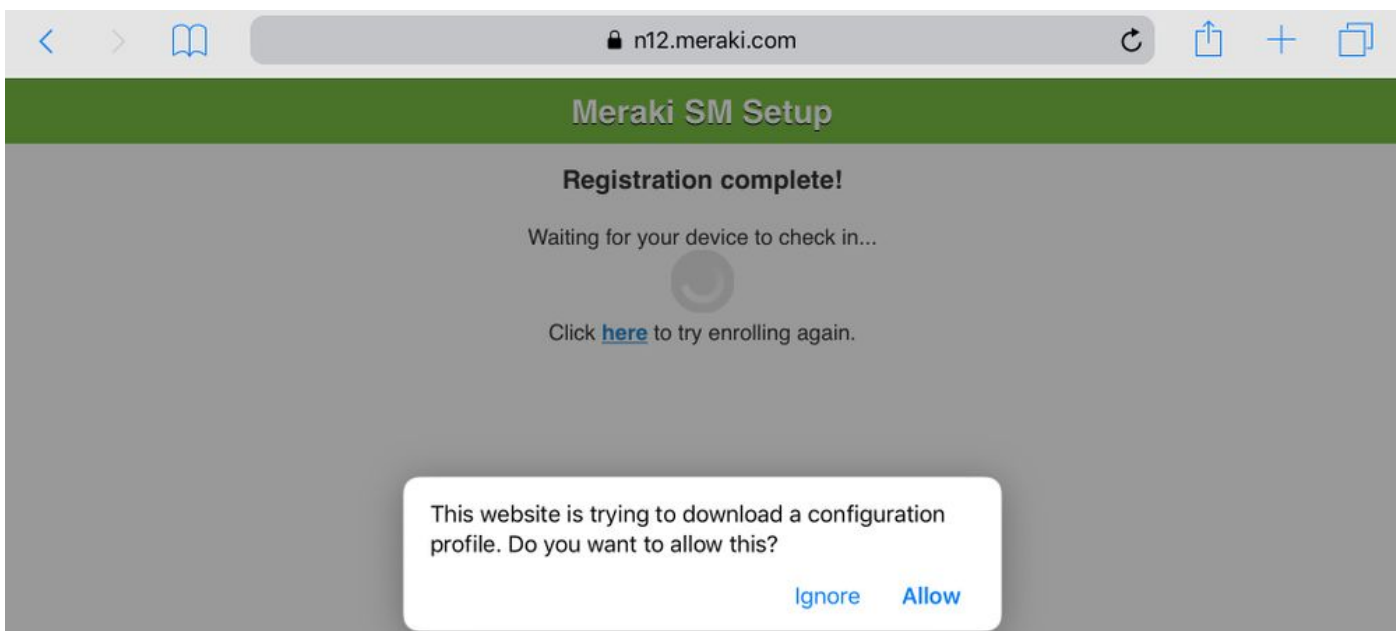 n12.meraki.com
Meraki SM Setup
Registration complete!
Waiting for your device to check in...
Click here to try enrolling again.
This website is trying to download a configuration
profile. Do you want to allow this?
Ignore Allow